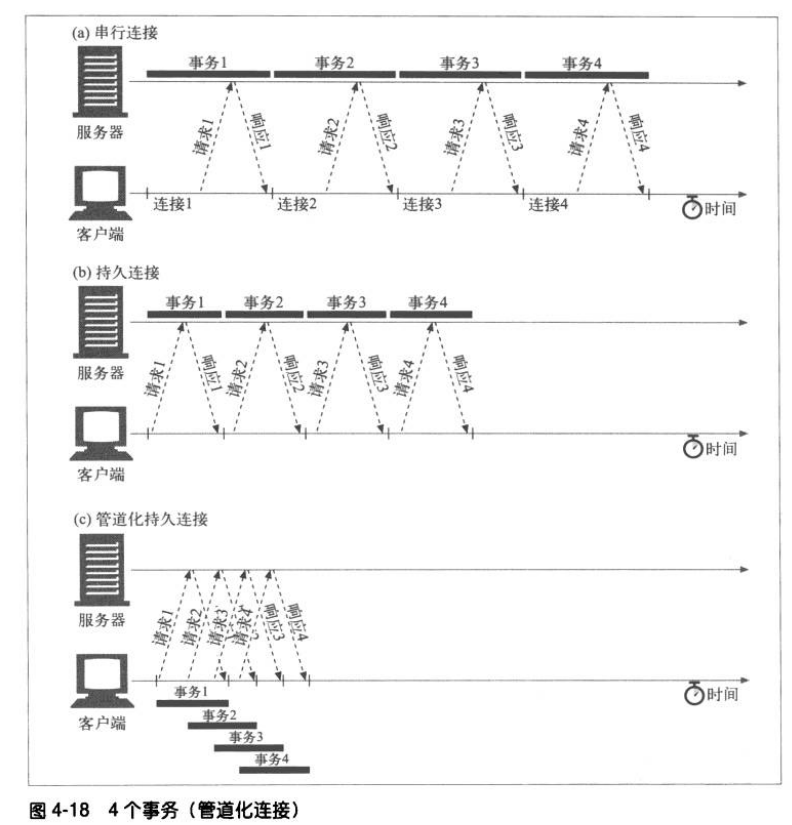 (a) 串行连接
事务1 事务2 事务3 事务4
请求1 响应1 请求2 响应2 请求3 响应3 请求4 响应4
服务器
连接1 连接2 连接3 连接4
时间
客户端
(b) 持久连接
事务1 事务2 事务3 事务4
请求1 响应1 请求2 响应2 请求3 响应3 请求4 响应4
服务器
时间
客户端
(c) 管道化持久连接
服务器
请求1 请求2 请求3 请求4 响应3 响应4
时间
事务1
客户端
事务2
事务3
事务4
图 4-18 4 个事务（管道化连接）